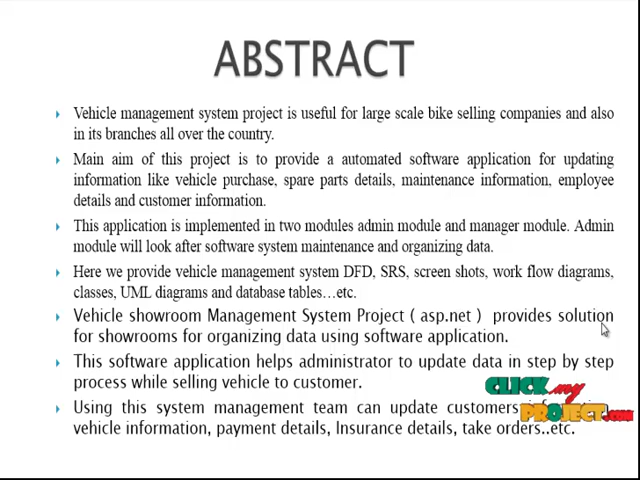 ABSTRACT
Vehicle management system project is useful for large scale bike selling companies and also
in its branches all over the country.
Main aim of this project is to provide a automated software application for updating
information like vehicle purchase, spare parts details, maintenance information, employee
details and customer information.
This application is implemented in two modules admin module and manager module. Admin
module will look after software system maintenance and organizing data.
Here we provide vehicle management system DFD, SRS, screen shots, work flow diagrams,
classes, UML diagrams and database tables…etc.
Vehicle showroom Management System Project ( asp.net ) provides solution
for showrooms for organizing data using software application.
This software application helps administrator to update data in step by step
process while selling vehicle to customer.
Using this system management team can update customers
vehicle information, payment details, Insurance details, take orders..etc.
CLICK my
PROJECT.com